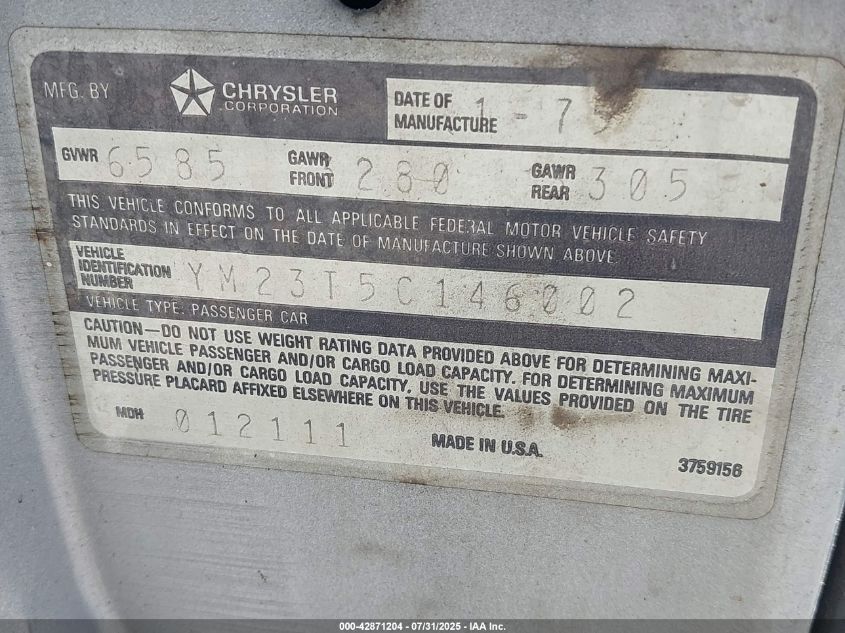 MFG. BY CHRYSLER CORPORATION
DATE OF MANUFACTURE 1-75
GVWR 6585 GAWR FRONT 280 GAWR REAR 305
THIS VEHICLE CONFORMS TO ALL APPLICABLE FEDERAL MOTOR VEHICLE SAFETY
STANDARDS IN EFFECT ON THE DATE OF MANUFACTURE SHOWN ABOVE.
VEHICLE IDENTIFICATION NUMBER YM23T5C146002
VEHICLE TYPE: PASSENGER CAR
CAUTION—DO NOT USE WEIGHT RATING DATA PROVIDED ABOVE FOR DETERMINING MAXI-
MUM VEHICLE PASSENGER AND/OR CARGO LOAD CAPACITY. FOR DETERMINING MAXIMUM
PASSENGER AND/OR CARGO LOAD CAPACITY, USE THE VALUES PROVIDED ON THE TIRE
PRESSURE PLACARD AFFIXED ELSEWHERE ON THIS VEHICLE.
MDH 012111 MADE IN U.S.A. 3759156
000-42871204 - 07/31/2025 - IAA Inc.